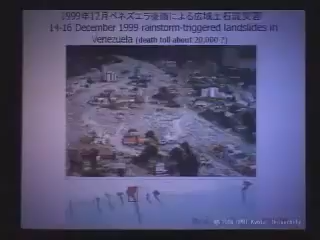 1999年12月ベネズエラ豪雨による広域土石流災害
14-16 December 1999 rainstorm-triggered landslides in
Venezuela (death toll about 20,000 ?)